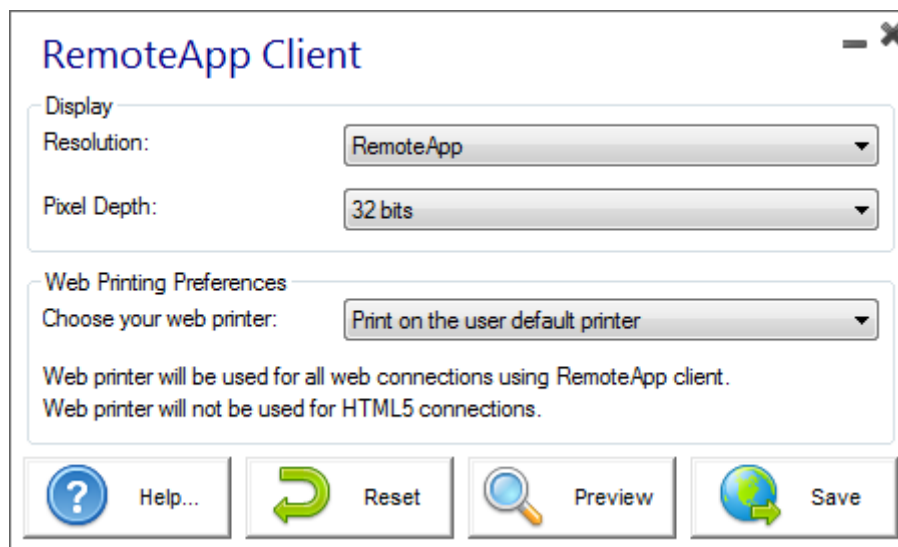 RemoteApp Client
Display
Resolution:
RemoteApp
Pixel Depth:
32 bits
Web Printing Preferences
Choose your web printer:
Print on the user default printer
Web printer will be used for all web connections using RemoteApp client.
Web printer will not be used for HTML5 connections.
Help...
Reset
Preview
Save